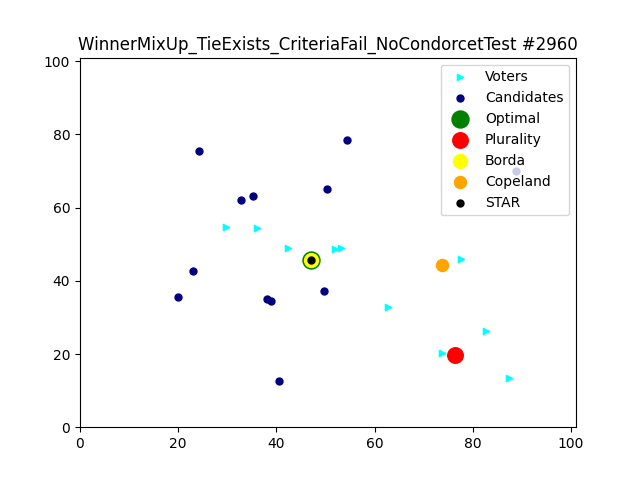 WinnerMixUp_TieExists_CriteriaFail_NoCondorcetTest #2960
Voters
Candidates
Optimal
Plurality
Borda
Copeland
STAR
100
80
60
40
20
0
0
20
40
60
80
100